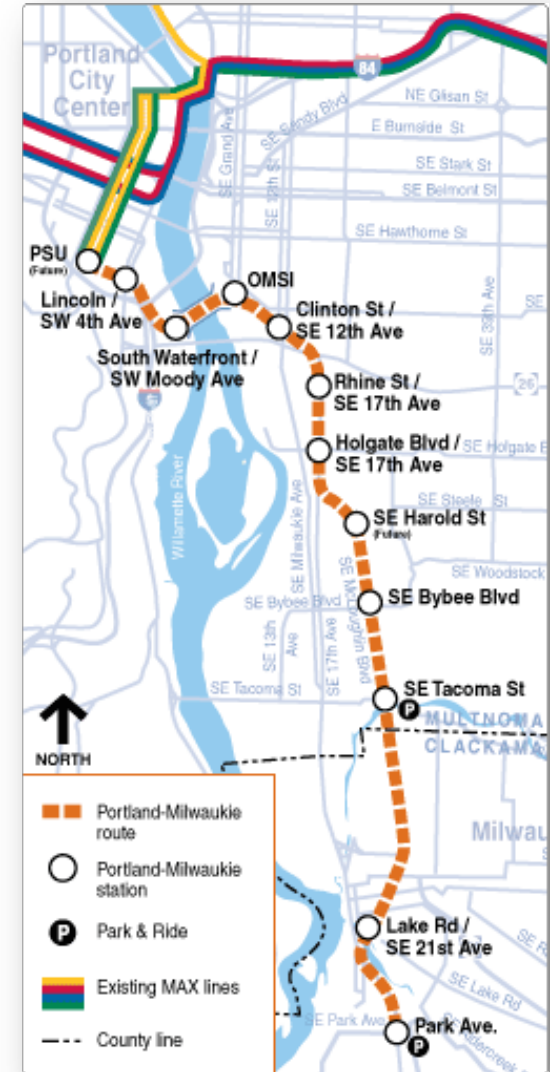 Portland
City
Center
84
NE Glisan St
SE Sandy Blvd
E Burnside St
SE Grand Ave
SE 12th St
SE Stark St
SE Belmont St
SE Hawthorne St
PSU
(Future)
OMSI
Lincoln /
SW 4th Ave
Clinton St /
SE 12th Ave
SE
SE 39th Ave
South Waterfront /
SW Moody Ave
Rhine St /
SE 17th Ave
26
Holgate Blvd /
SE 17th Ave
SE Holgate B
Willamette River
SE Milwaukie Ave
SE Steele St
SE Harold St
(Future)
SE Woodstock
SE McLoughlin Blvd
SE Bybee Blvd
SE Bybee Blvd
SE 13th
Ave
SE 17th Ave
SE Tacoma St
SE Tacoma St
P
MULTNOMA
CLACKAMA
NORTH
Milwau
Portland-Milwaukie
route
Portland-Milwaukie
station
P
Park & Ride
Existing MAX lines
County line
Lake Rd /
SE 21st Ave
SE R
SE Lake Rd
SE Park Ave
Park Ave.
P